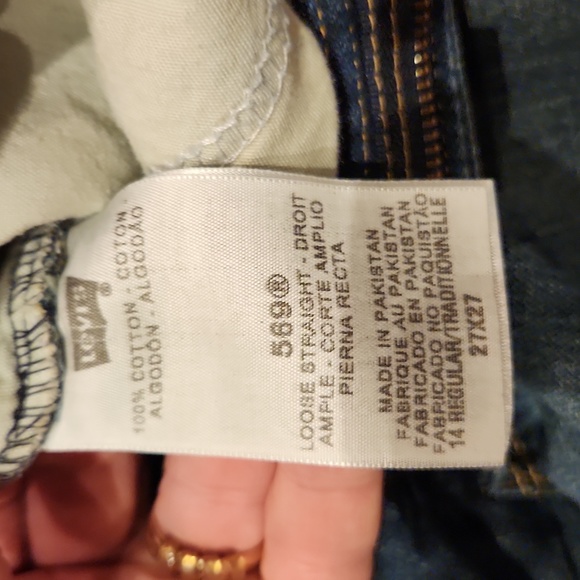 Levi's®
100% COTTON - COTON -
ALGODÓN - ALGODÃO
569®
LOOSE STRAIGHT - DROIT
AMPLE - CORTE AMPLIO
PIERNA RECTA
MADE IN PAKISTAN
FABRIQUE AU PAKISTAN
FABRICADO EN PAKISTAN
FABRICADO NO PAQUISTÃO
14 REGULAR/TRADITIONNELLE
27X27